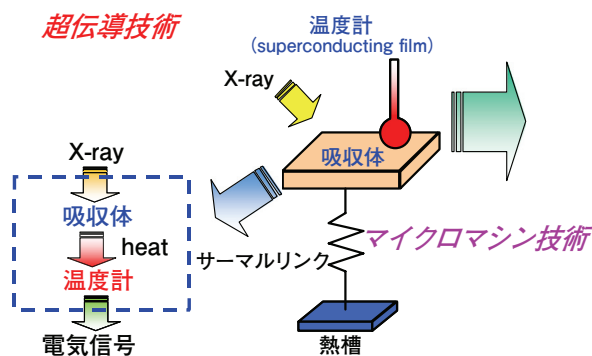 超伝導技術
温度計
(superconducting film)
X-ray
吸収体
X-ray
吸収体
heat
温度計
電気信号
サーマルリンク
マイクロマシン技術
熱槽